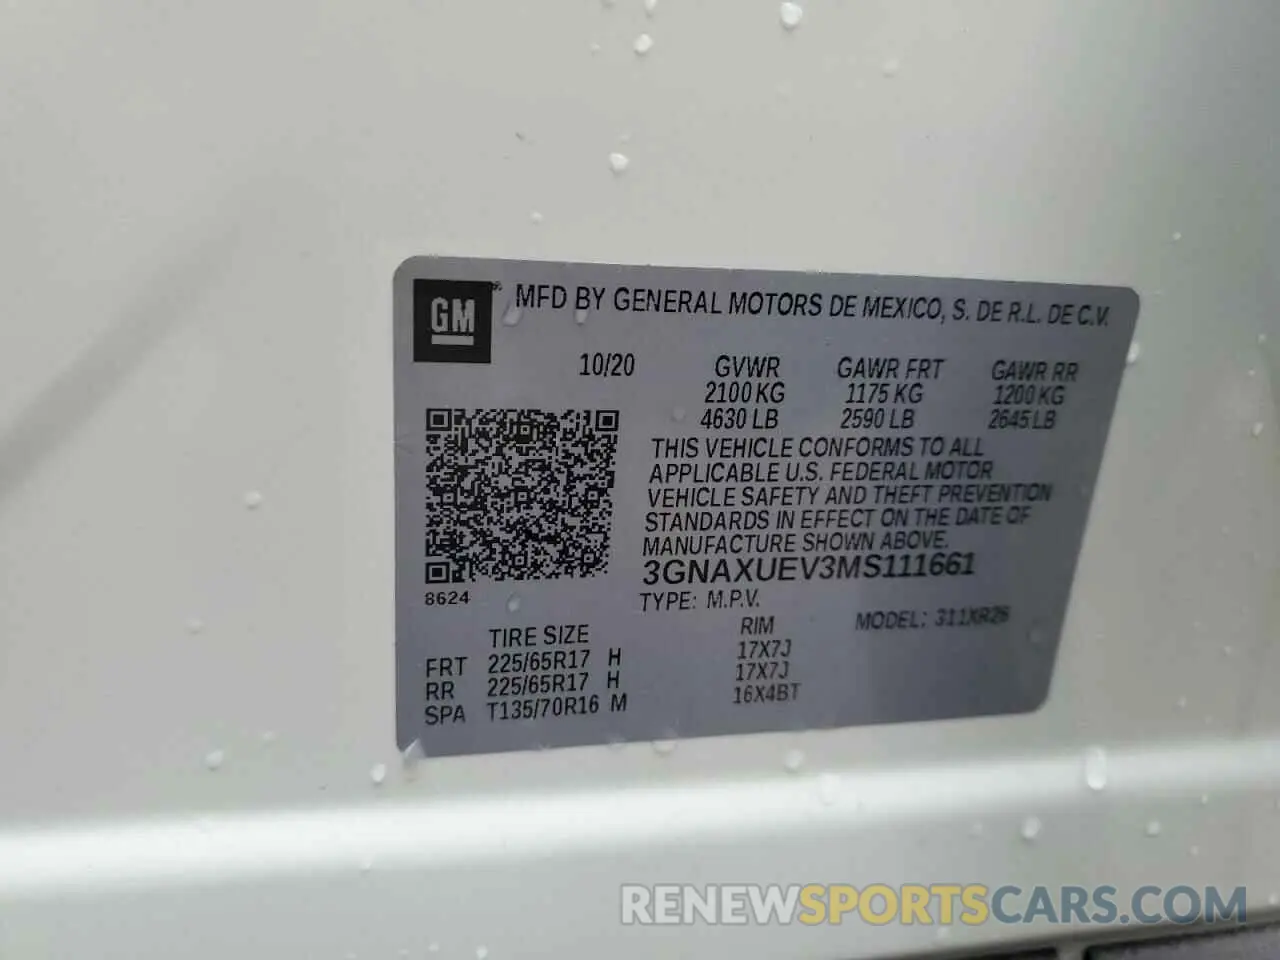 GM® MFD BY GENERAL MOTORS DE MEXICO, S. DE R.L. DE C.V.
10/20 GVWR GAWR FRT GAWR RR
2100 KG 1175 KG 1200 KG
4630 LB 2590 LB 2645 LB
THIS VEHICLE CONFORMS TO ALL
APPLICABLE U.S. FEDERAL MOTOR
VEHICLE SAFETY AND THEFT PREVENTION
STANDARDS IN EFFECT ON THE DATE OF
MANUFACTURE SHOWN ABOVE.
3GNAXUEV3MS111661
8624
TYPE: M.P.V. MODEL: 311XR26
TIRE SIZE RIM
FRT 225/65R17 H 17X7J
RR 225/65R17 H 17X7J
SPA T135/70R16 M 16X4BT
RENEWSPORTSCARS.COM